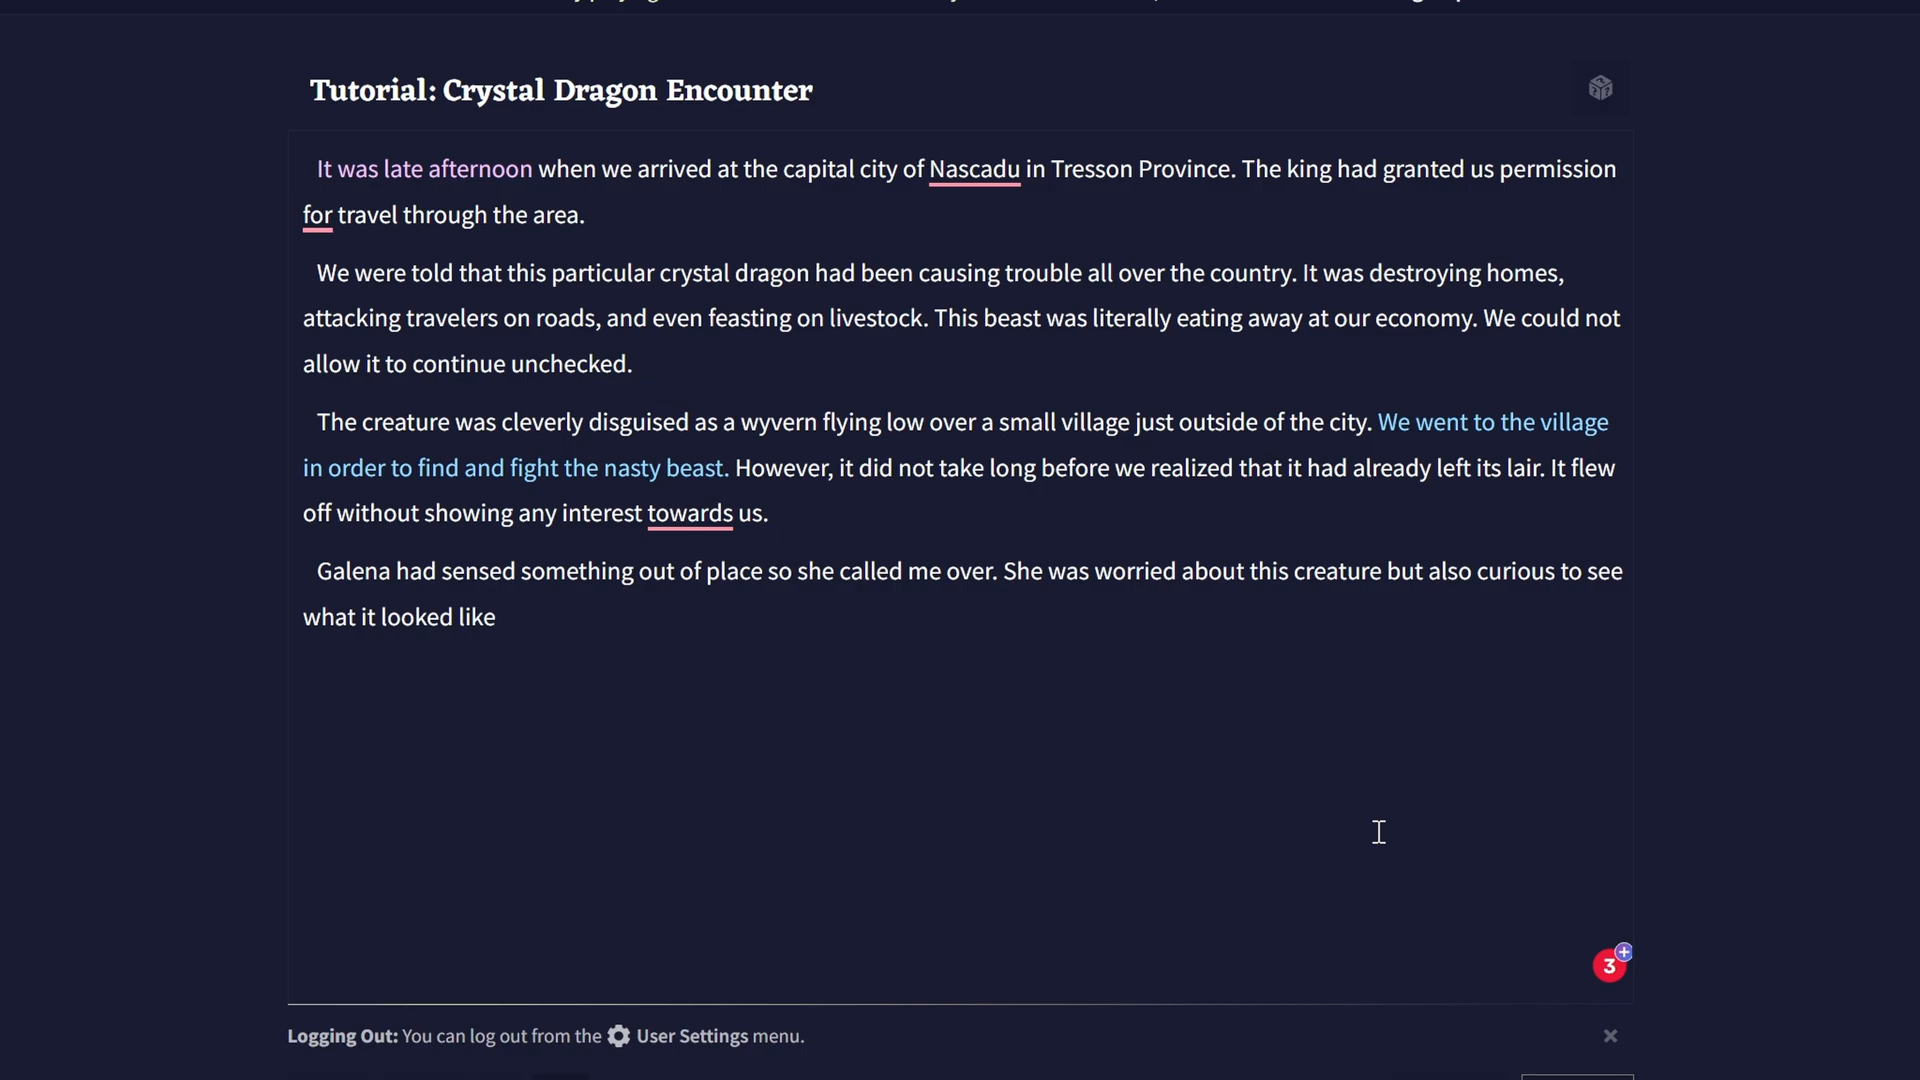 Tutorial: Crystal Dragon Encounter
It was late afternoon when we arrived at the capital city of Nascadu in Tresson Province. The king had granted us permission
for travel through the area.
We were told that this particular crystal dragon had been causing trouble all over the country. It was destroying homes,
attacking travelers on roads, and even feasting on livestock. This beast was literally eating away at our economy. We could not
allow it to continue unchecked.
The creature was cleverly disguised as a wyvern flying low over a small village just outside of the city. We went to the village
in order to find and fight the nasty beast. However, it did not take long before we realized that it had already left its lair. It flew
off without showing any interest towards us.
Galena had sensed something out of place so she called me over. She was worried about this creature but also curious to see
what it looked like
3
Logging Out: You can log out from the User Settings menu.